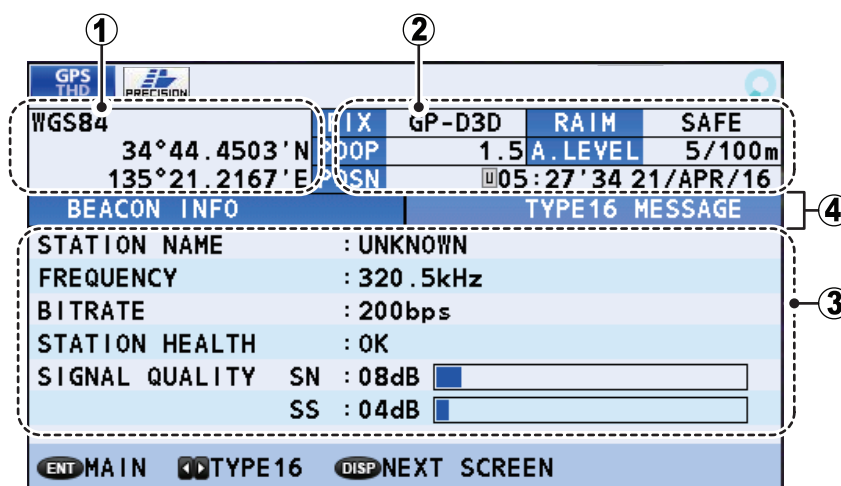 1 2
GPS
THD PRECISION
WGS84 FIX GP-D3D RAIM SAFE
34°44.4503'N PDOP 1.5 A.LEVEL 5/100m
135°21.2167'E POSN U 05:27'34 21/APR/16
BEACON INFO TYPE16 MESSAGE 4
STATION NAME : UNKNOWN
FREQUENCY : 320.5kHz 3
BITRATE : 200bps
STATION HEALTH : OK
SIGNAL QUALITY SN : 08dB
SS : 04dB
ENT MAIN TYPE16 DISP NEXT SCREEN